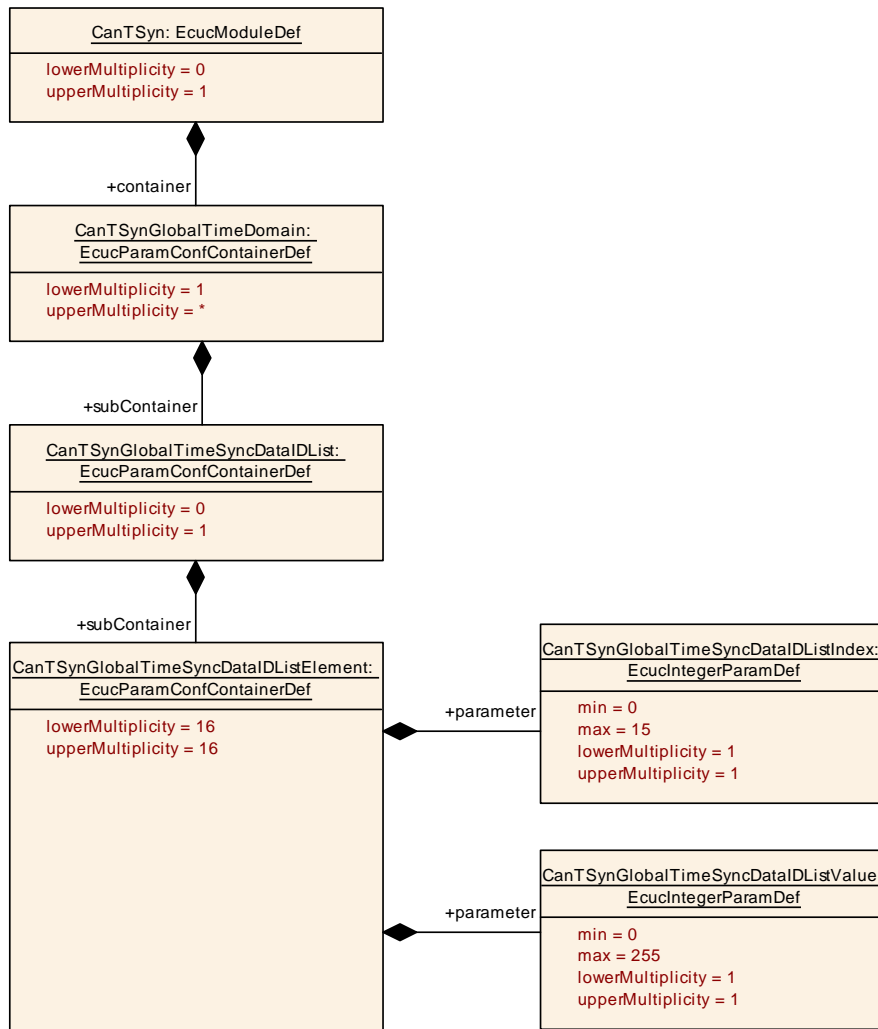 CanTSyn: EcucModuleDef
lowerMultiplicity = 0
upperMultiplicity = 1
+container
CanTSynGlobalTimeDomain:
EcucParamConfContainerDef
lowerMultiplicity = 1
upperMultiplicity = *
+subContainer
CanTSynGlobalTimeSyncDataIDList:
EcucParamConfContainerDef
lowerMultiplicity = 0
upperMultiplicity = 1
+subContainer
CanTSynGlobalTimeSyncDataIDListElement:
EcucParamConfContainerDef
lowerMultiplicity = 16
upperMultiplicity = 16
+parameter
CanTSynGlobalTimeSyncDataIDListIndex:
EcucIntegerParamDef
min = 0
max = 15
lowerMultiplicity = 1
upperMultiplicity = 1
+parameter
CanTSynGlobalTimeSyncDataIDListValue
EcucIntegerParamDef
min = 0
max = 255
lowerMultiplicity = 1
upperMultiplicity = 1